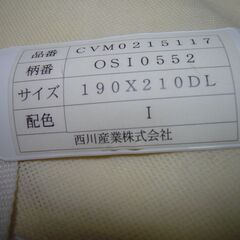 品番 CVM0215117
柄番 OSI0552
サイズ 190X210DL
配色 I
西川産業株式会社